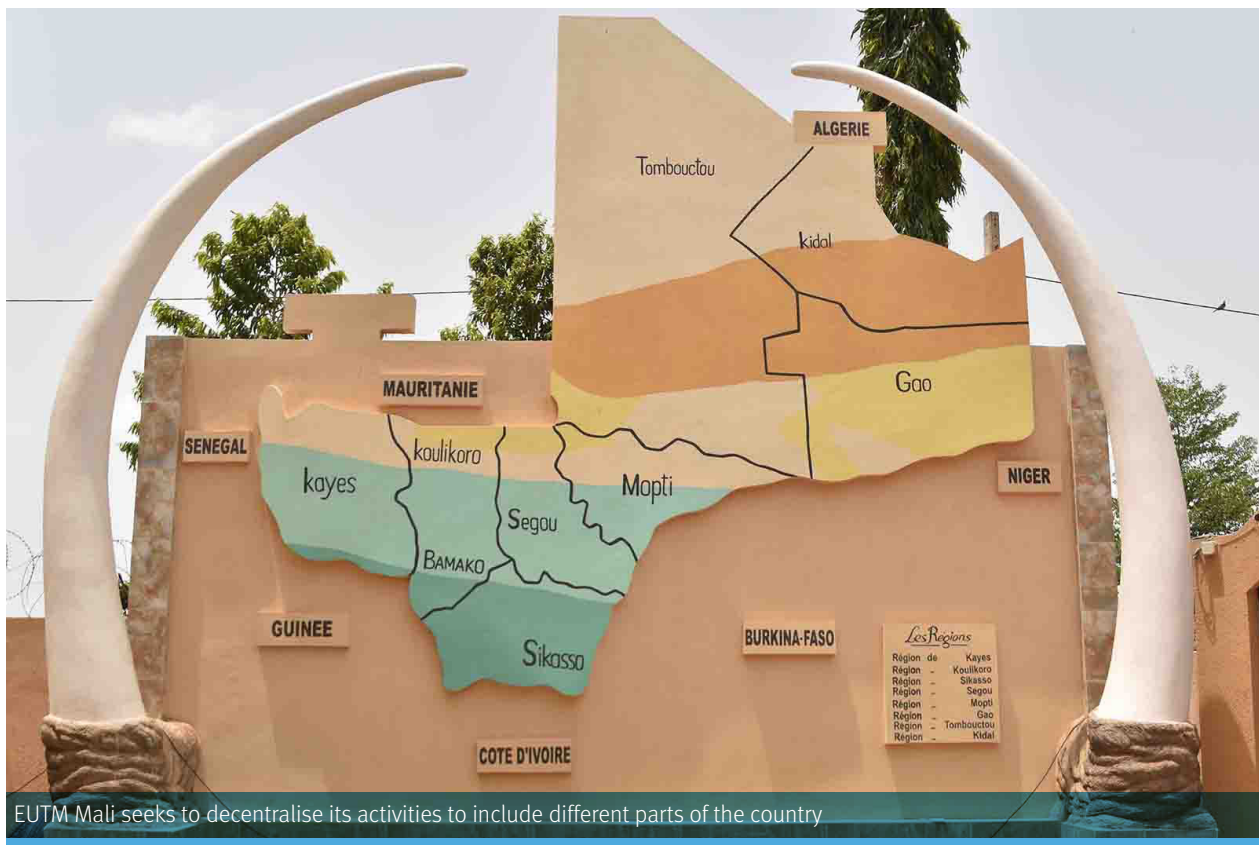 ALGERIE
Tombouctou
kidal
Gao
MAURITANIE
SENEGAL
koulikoro
kayes
Mopti
NIGER
Segou
BAMAKO
GUINEE
BURKINA-FASO
Sikasso
COTE D'IVOIRE
Les Régions
Région de Kayes
Région _ Koulikoro
Région _ Sikasso
Région _ Segou
Région _ Mopti
Région _ Gao
Région _ Tombouctou
Région _ Kidal
EUTM Mali seeks to decentralise its activities to include different parts of the country